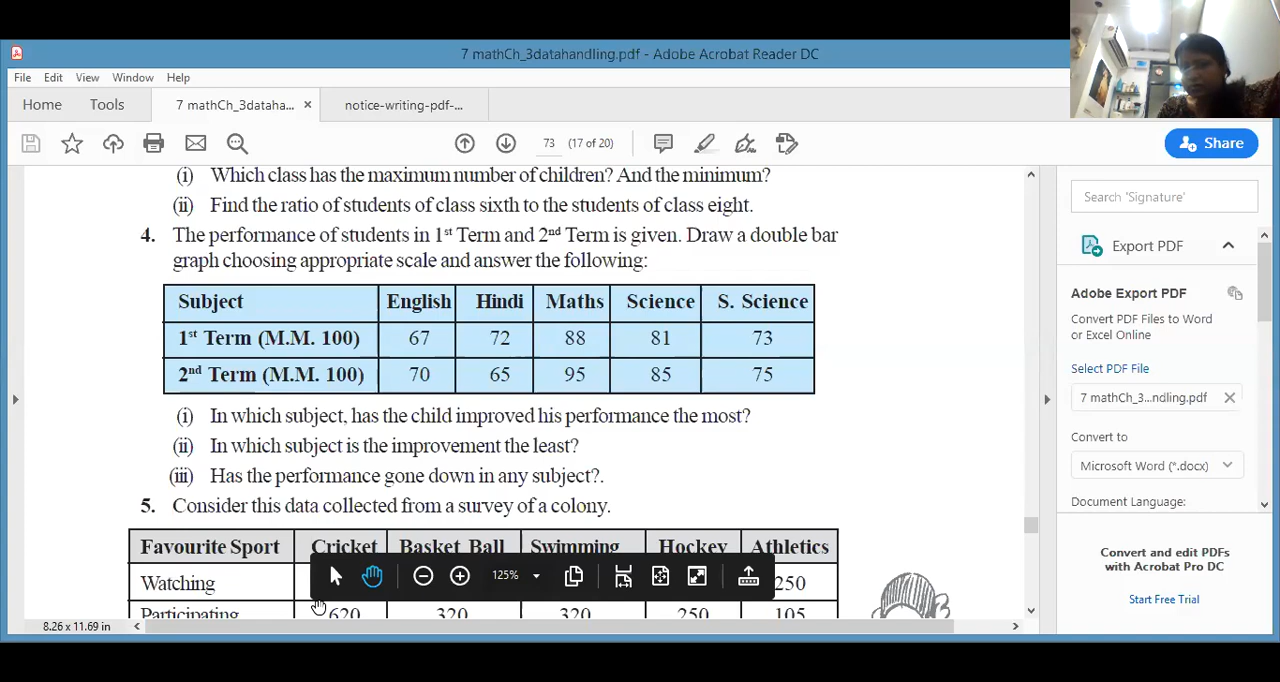 7 mathCh_3datahandling.pdf - Adobe Acrobat Reader DC
File Edit View Window Help
Home Tools 7 mathCh_3dataha... × notice-writing-pdf-...
73 (17 of 20) Share
(i) Which class has the maximum number of children? And the minimum?
(ii) Find the ratio of students of class sixth to the students of class eight.
4. The performance of students in 1st Term and 2nd Term is given. Draw a double bar
graph choosing appropriate scale and answer the following:
Subject English Hindi Maths Science S. Science
1st Term (M.M. 100) 67 72 88 81 73
2nd Term (M.M. 100) 70 65 95 85 75
(i) In which subject, has the child improved his performance the most?
(ii) In which subject is the improvement the least?
(iii) Has the performance gone down in any subject?.
5. Consider this data collected from a survey of a colony.
Favourite Sport Cricket Basket Ball Swimming Hockey Athletics
Watching 250
Participating 620 320 320 250 105
125%
8.26 x 11.69 in
Search 'Signature'
Export PDF
Adobe Export PDF
Convert PDF Files to Word
or Excel Online
Select PDF File
7 mathCh_3...ndling.pdf ×
Convert to
Microsoft Word (*.docx)
Document Language:
Convert and edit PDFs
with Acrobat Pro DC
Start Free Trial